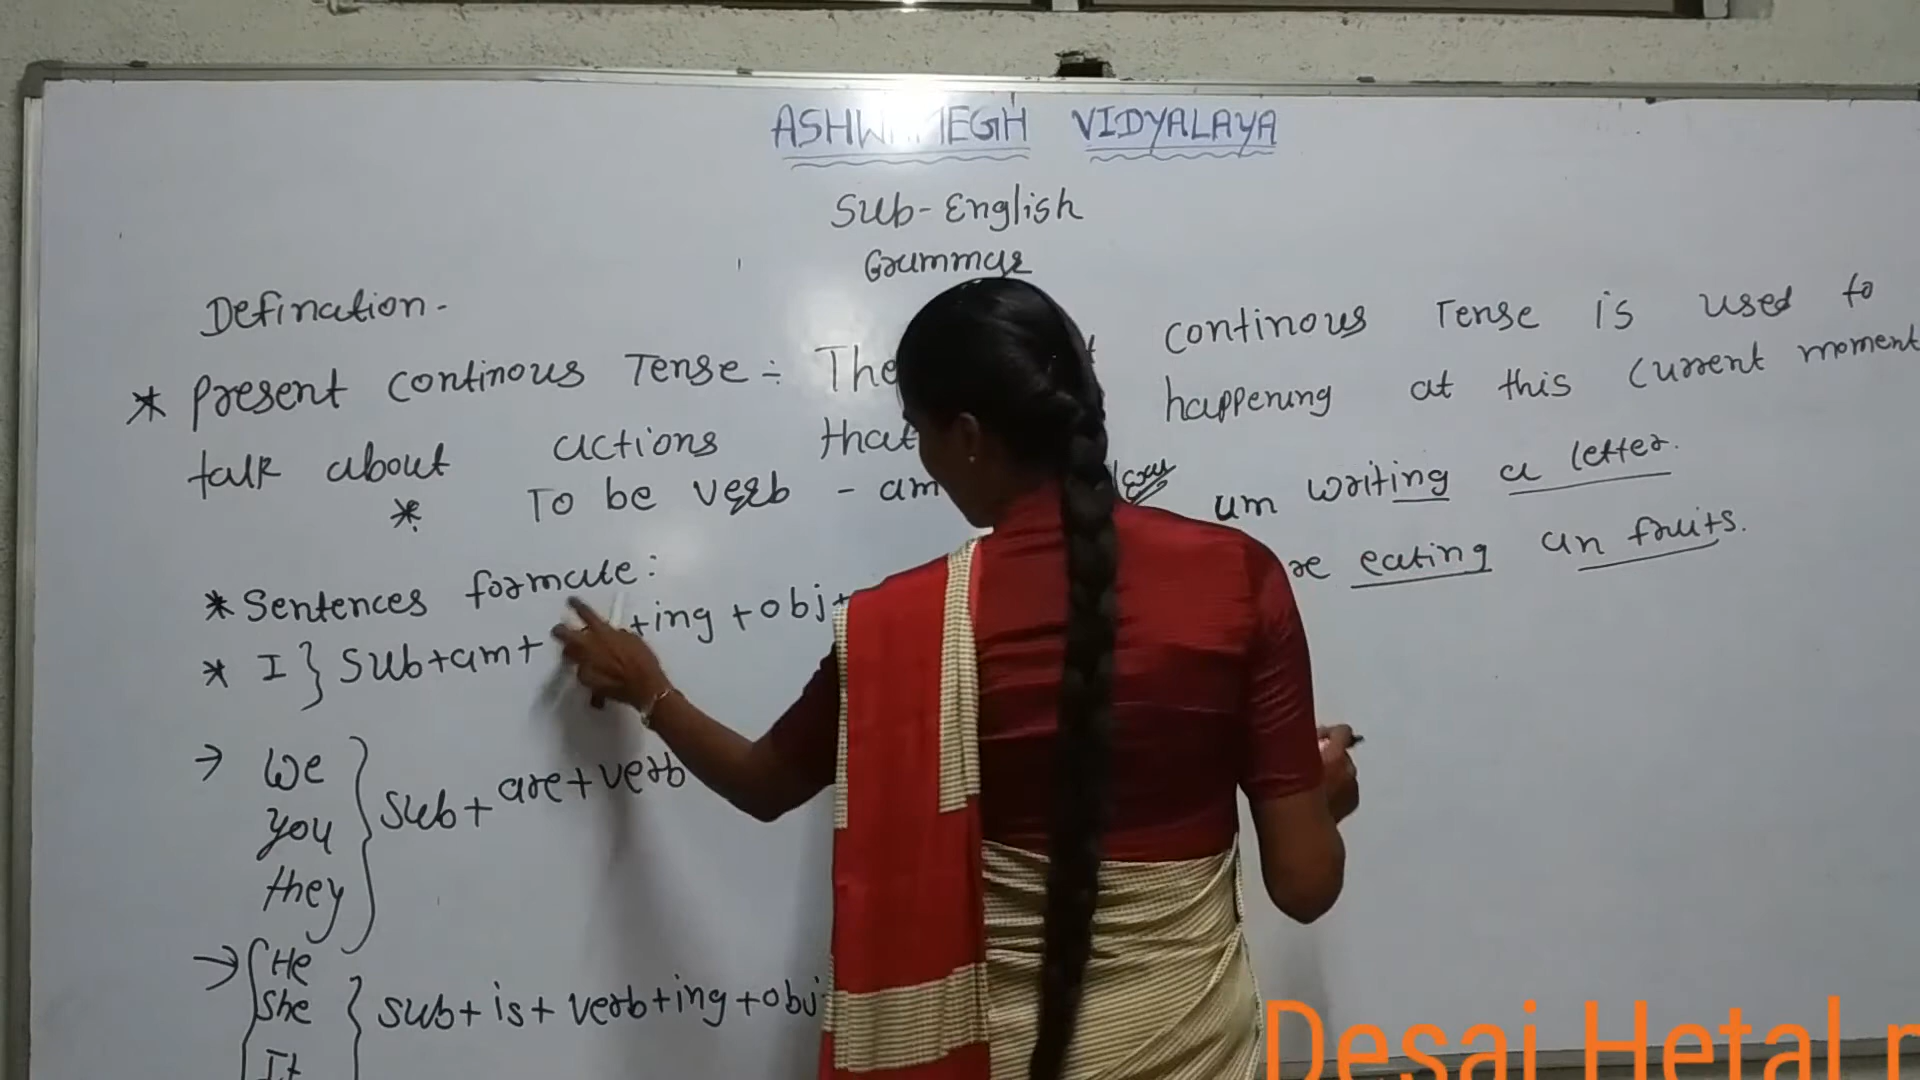 ASHW EGH VIDYALAYA
Sub-English
Grammar
Defination-
* Present continous Tense ÷ The continous Tense is used to
talk about actions that happening at this current moment
* To be verb - am um writing a letter.
eating an fruits.
* Sentences formate:
* I } Sub+am+ +ing +obj+
→ We
you } Sub+are+verb
they
→ He
She } sub+is+verb+ing+obj
It
Desai Hetal